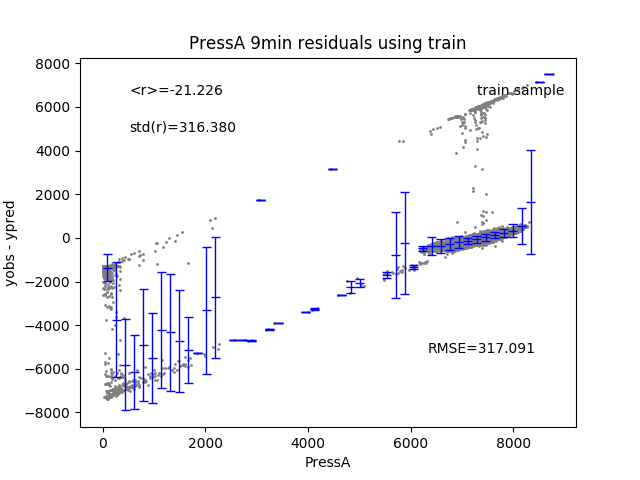 PressA 9min residuals using train
8000
6000
4000
2000
0
−2000
−4000
−6000
−8000
yobs - ypred
<r>=-21.226
std(r)=316.380
train sample
RMSE=317.091
0
2000
4000
6000
8000
PressA